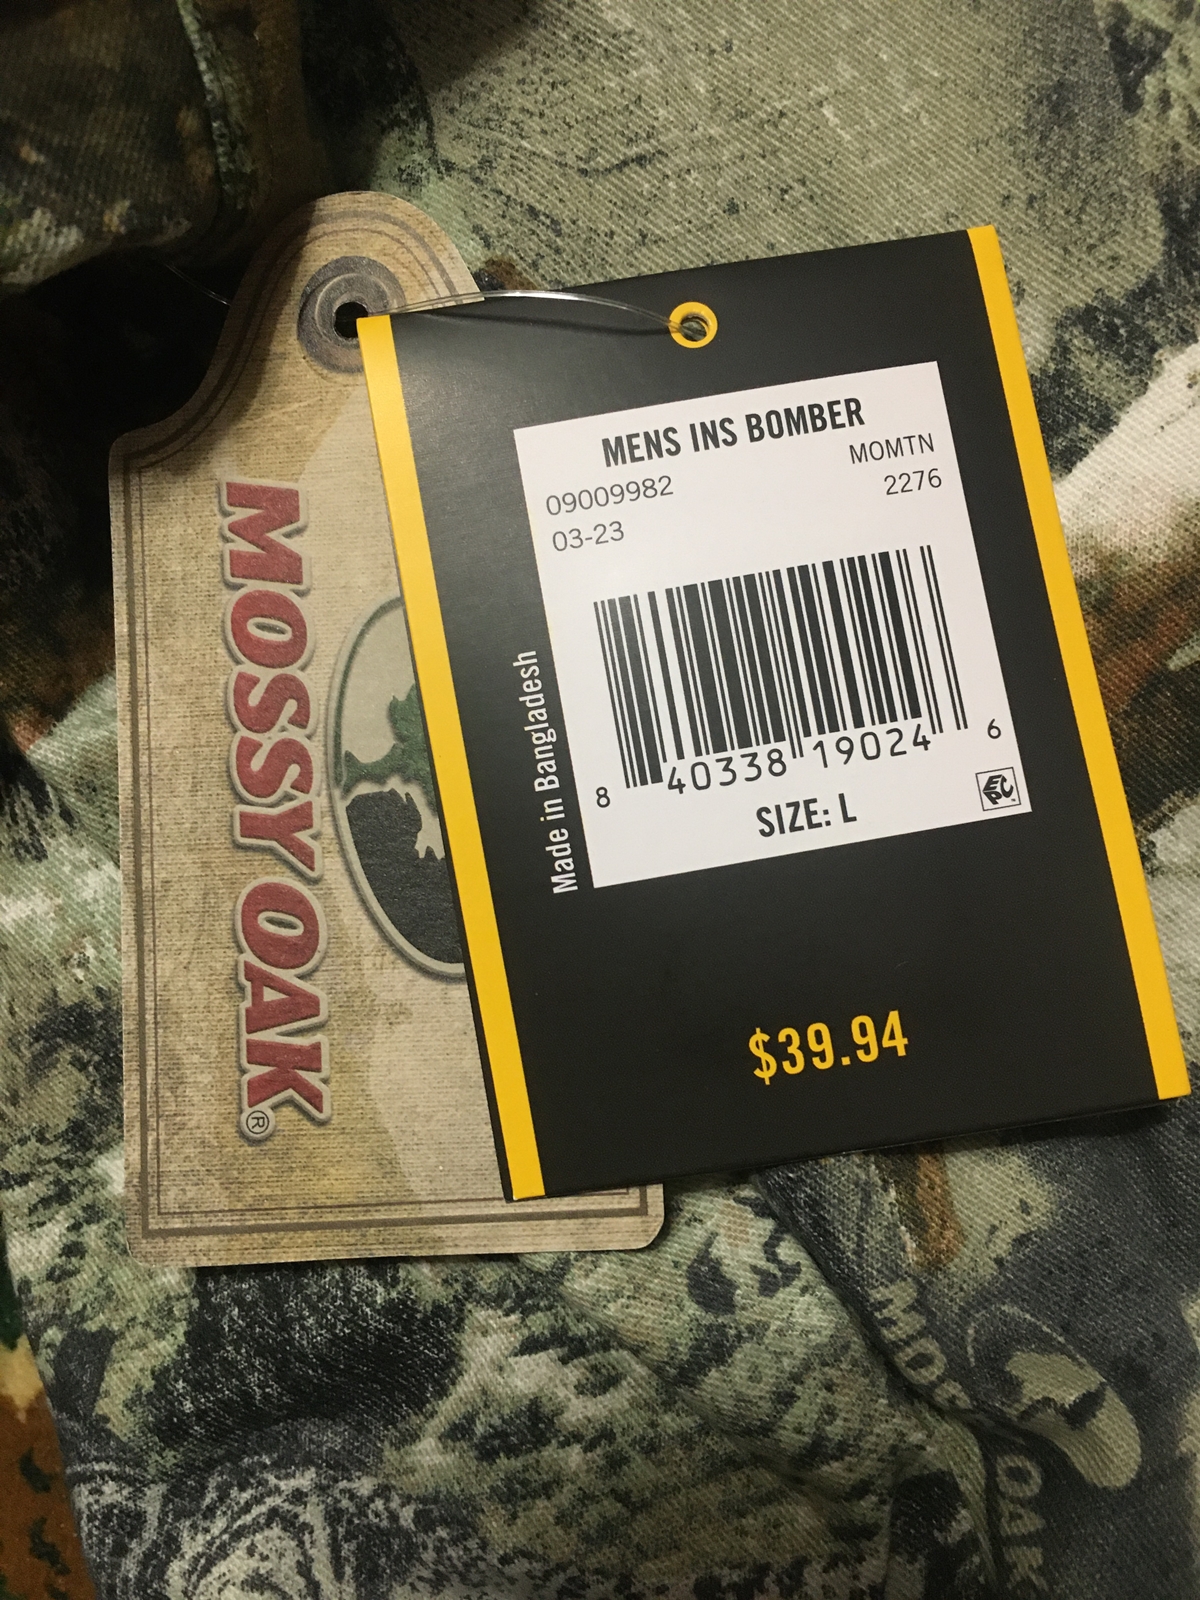 MOSSY OAK®
MENS INS BOMBER
MOMTN
09009982
2276
03-23
Made in Bangladesh
8 40338 19024 6
SIZE: L
EPC
$39.94
MOSSY
OAK